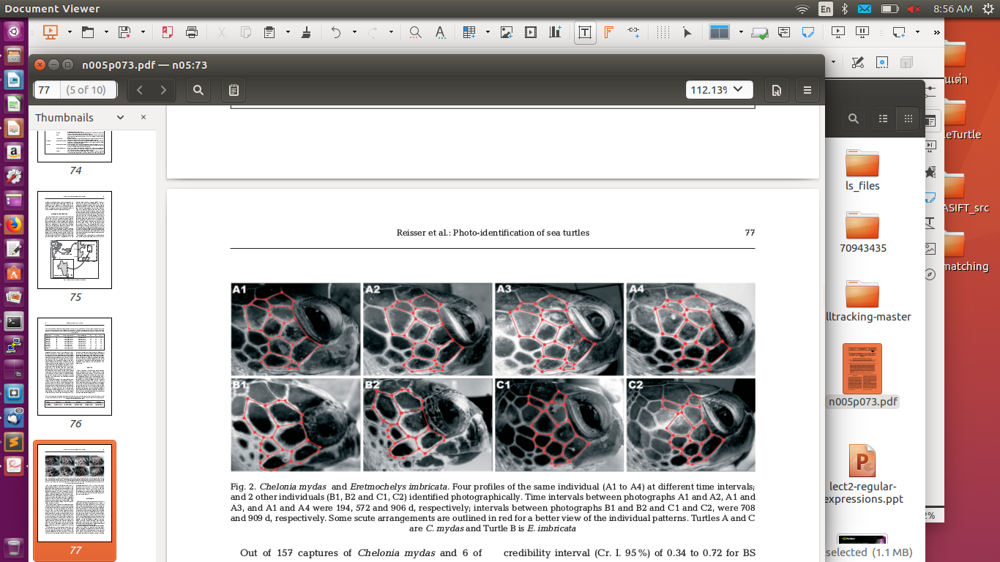 Document Viewer
En
8:56 AM
n005p073.pdf — n05:73
77
(5 of 10)
112.13%
Thumbnails
74
75
76
77
Reisser et al.: Photo-identification of sea turtles
77
A1
A2
A3
A4
B1
B2
C1
C2
Fig. 2. Chelonia mydas and Eretmochelys imbricata. Four profiles of the same individual (A1 to A4) at different time intervals;
and 2 other individuals (B1, B2 and C1, C2) identified photographically. Time intervals between photographs A1 and A2, A1 and
A3, and A1 and A4 were 194, 572 and 906 d, respectively; intervals between photographs B1 and B2 and C1 and C2, were 708
and 909 d, respectively. Some scute arrangements are outlined in red for a better view of the individual patterns. Turtles A and C
are C. mydas and Turtle B is E. imbricata
Out of 157 captures of Chelonia mydas and 6 of
credibility interval (Cr. I. 95%) of 0.34 to 0.72 for BS
ls_files
70943435
lltracking-master
n005p073.pdf
lect2-regular-
expressions.ppt
selected (1.1 MB)
2%
นเต่า
leTurtle
ASIFT_src
matching